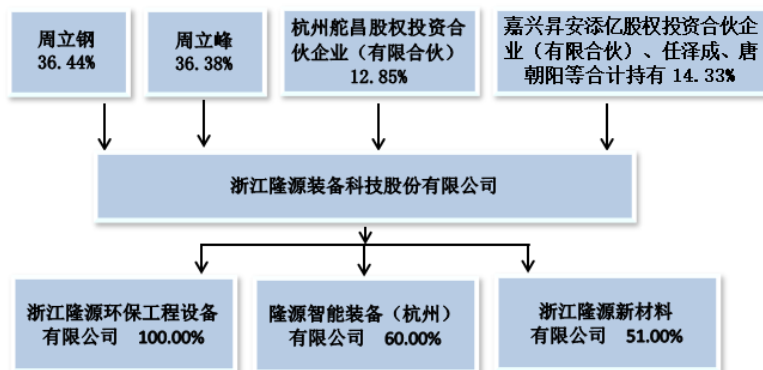 周立钢
36.44%
周立峰
36.38%
杭州舵昌股权投资合
伙企业（有限合伙）
12.85%
嘉兴昇安添亿股权投资合伙企
业（有限合伙）、任泽成、唐
朝阳等合计持有 14.33%
浙江隆源装备科技股份有限公司
浙江隆源环保工程设备
有限公司 100.00%
隆源智能装备（杭州）
有限公司 60.00%
浙江隆源新材料
有限公司 51.00%